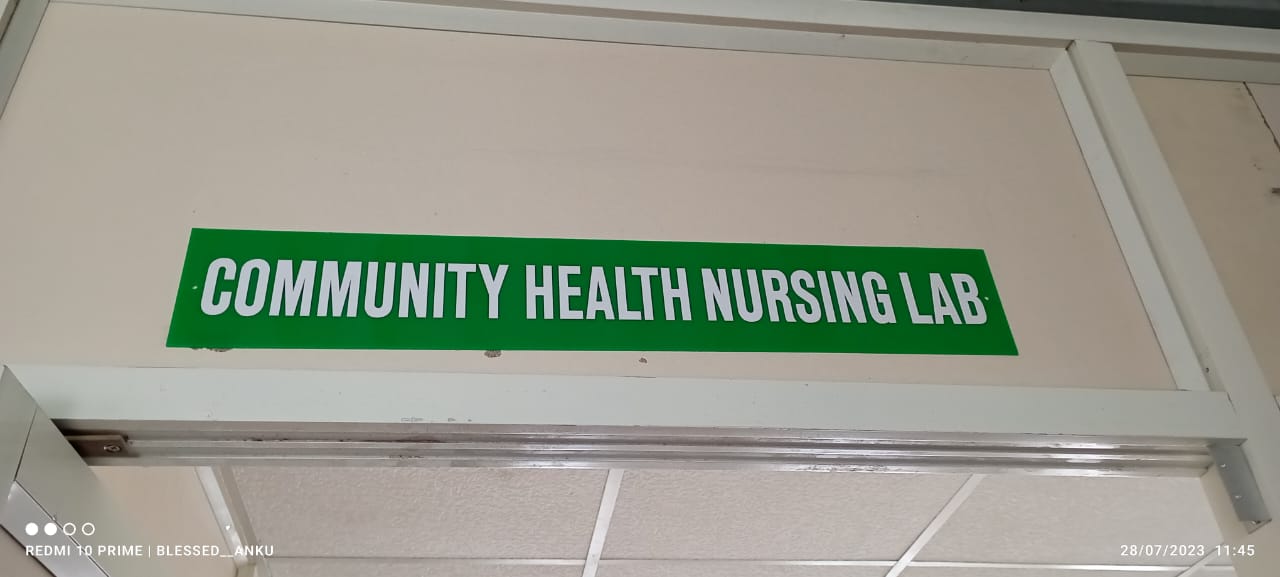 COMMUNITY HEALTH NURSING LAB
REDMI 10 PRIME | BLESSED__ANKU
28/07/2023 11:45